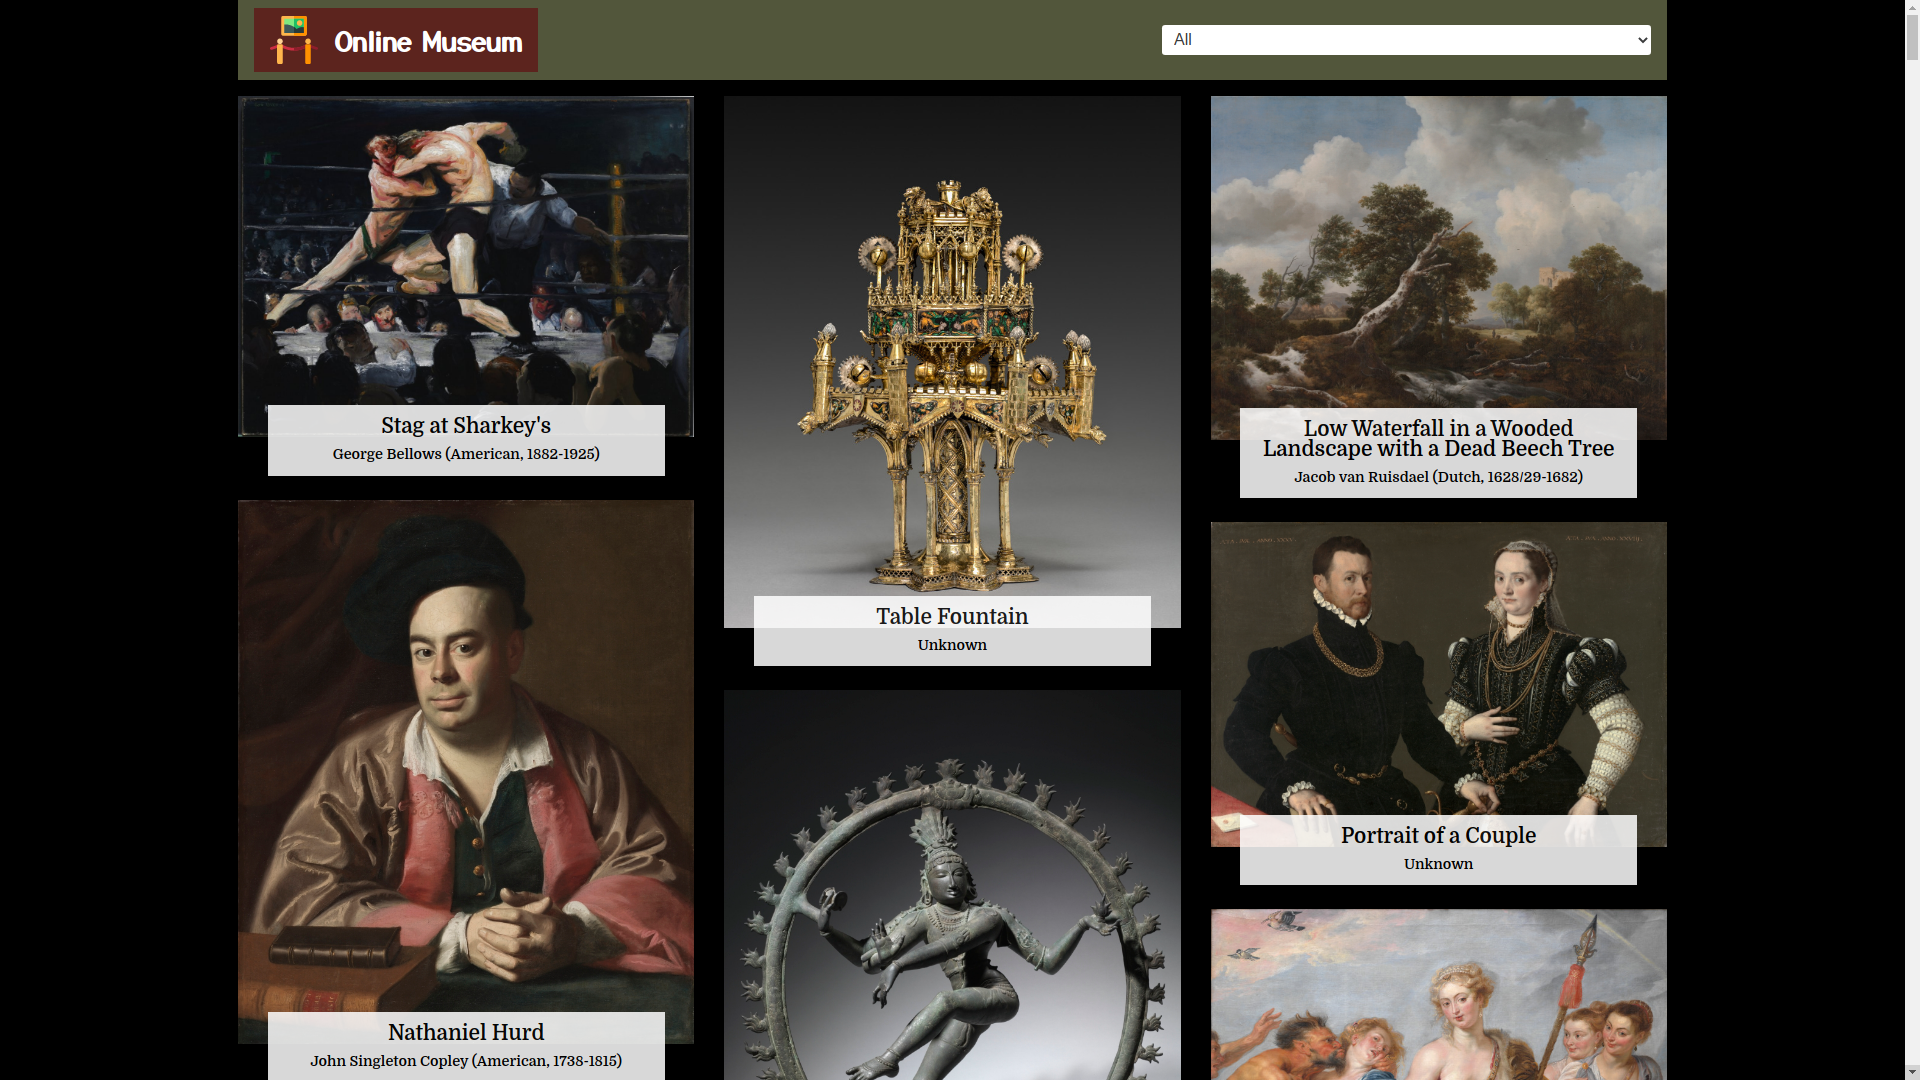 Online Museum
All
Stag at Sharkey's
George Bellows (American, 1882-1925)
Table Fountain
Unknown
Low Waterfall in a Wooded
Landscape with a Dead Beech Tree
Jacob van Ruisdael (Dutch, 1628/29-1682)
Portrait of a Couple
Unknown
Nathaniel Hurd
John Singleton Copley (American, 1738-1815)